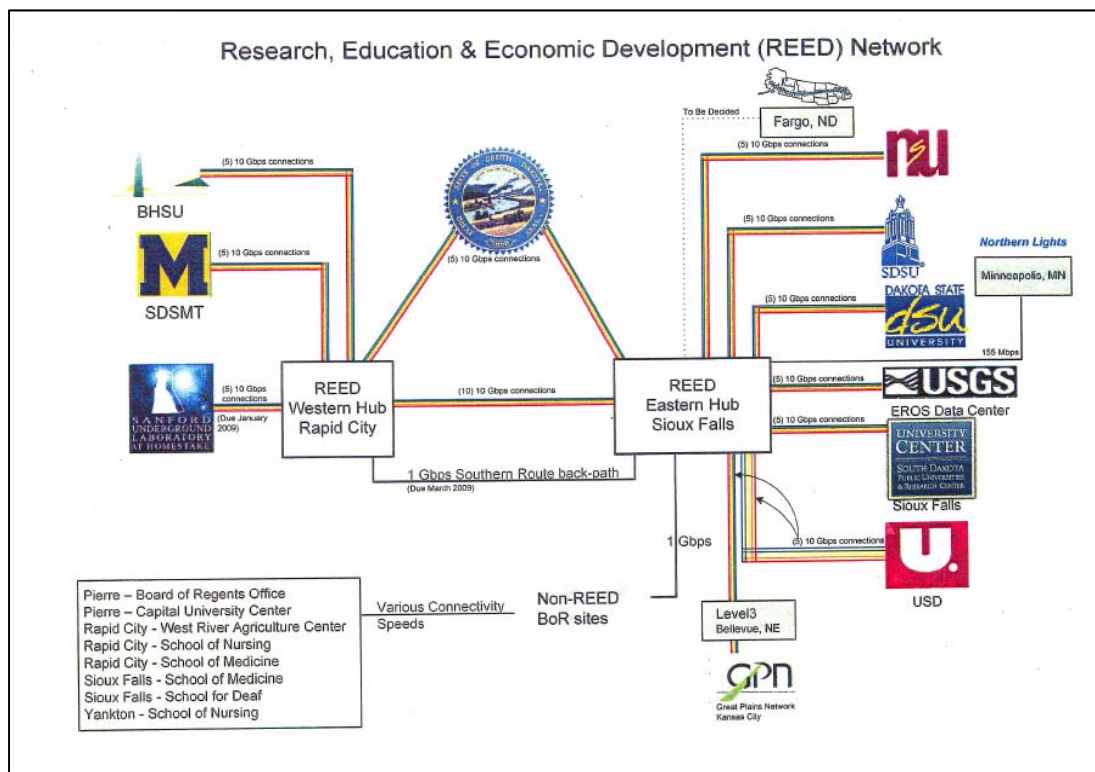 Research, Education & Economic Development (REED) Network
To Be Decided
Fargo, ND
(5) 10 Gbps connections
BHSU
(5) 10 Gbps connections
nsu
(5) 10 Gbps connections
M
SDSMT
(5) 10 Gbps connections
(5) 10 Gbps connections
SDSU
Northern Lights
Minneapolis, MN
(5) 10 Gbps connections
DAKOTA STATE
dsu
UNIVERSITY
155 Mbps
SANFORD
UNDERGROUND
LABORATORY
AT HOMESTAKE
(5) 10 Gbps
connections
(Due January
2009)
REED
Western Hub
Rapid City
(10) 10 Gbps connections
REED
Eastern Hub
Sioux Falls
(5) 10 Gbps connections
USGS
EROS Data Center
(5) 10 Gbps connections
UNIVERSITY
CENTER
SOUTH DAKOTA
PUBLIC UNIVERSITIES
& RESEARCH CENTER
Sioux Falls
1 Gbps Southern Route back-path
(Due March 2009)
1 Gbps
(5) 10 Gbps connections
U.
USD
Pierre – Board of Regents Office
Pierre – Capital University Center
Rapid City - West River Agriculture Center
Rapid City - School of Nursing
Rapid City - School of Medicine
Sioux Falls - School of Medicine
Sioux Falls - School for Deaf
Yankton - School of Nursing
Various Connectivity
Speeds
Non-REED
BoR sites
Level3
Bellevue, NE
GPN
Great Plains Network
Kansas City